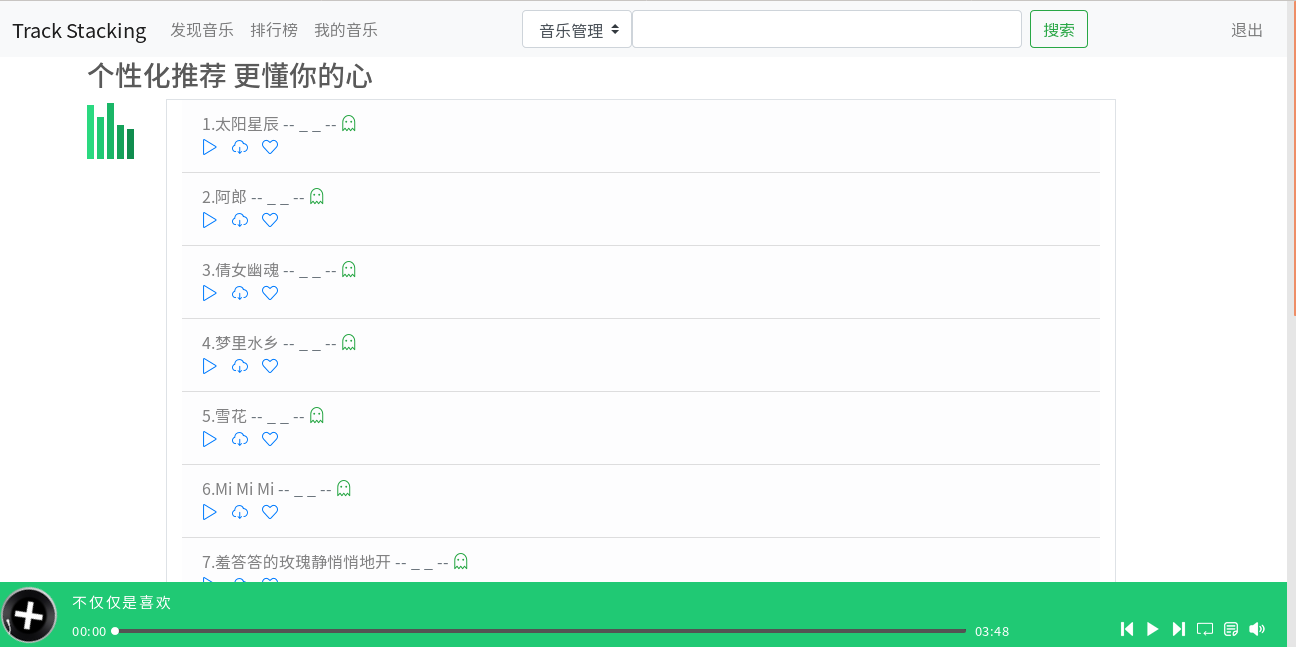 Track Stacking 发现音乐 排行榜 我的音乐 音乐管理 搜索 退出
个性化推荐 更懂你的心
1.太阳星辰 -- _ _ --
2.阿郎 -- _ _ --
3.倩女幽魂 -- _ _ --
4.梦里水乡 -- _ _ --
5.雪花 -- _ _ --
6.Mi Mi Mi -- _ _ --
7.羞答答的玫瑰静悄悄地开 -- _ _ --
不仅仅是喜欢
00:00 03:48